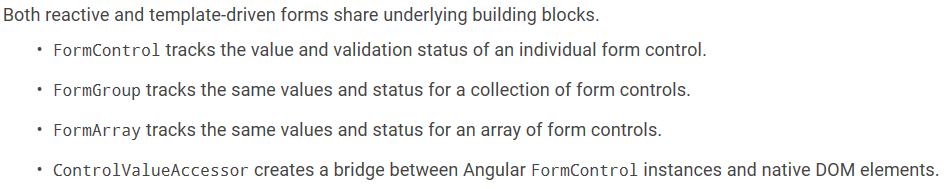 Both reactive and template-driven forms share underlying building blocks.
• FormControl tracks the value and validation status of an individual form control.
• FormGroup tracks the same values and status for a collection of form controls.
• FormArray tracks the same values and status for an array of form controls.
• ControlValueAccessor creates a bridge between Angular FormControl instances and native DOM elements.